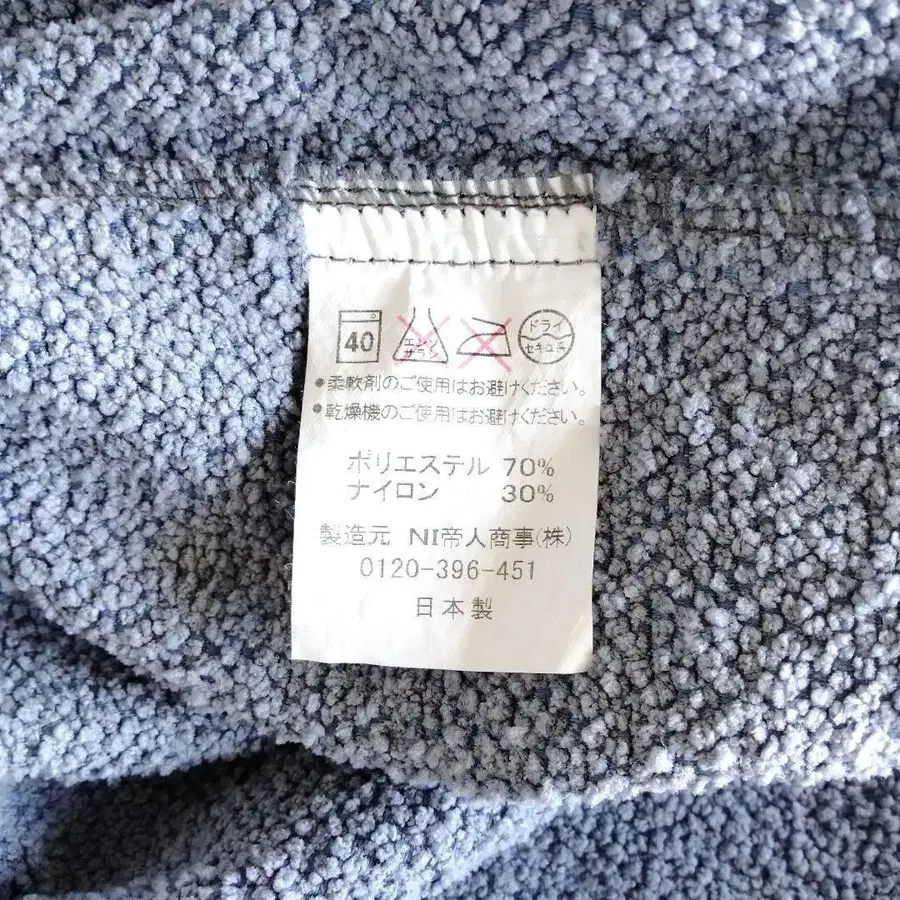 40 エンソ サラシ ドライ セキユ系
●柔軟剤のご使用はお避けください。
●乾燥機のご使用はお避けください。
ポリエステル 70%
ナイロン 30%
製造元 NI帝人商事(株)
0120-396-451
日本製